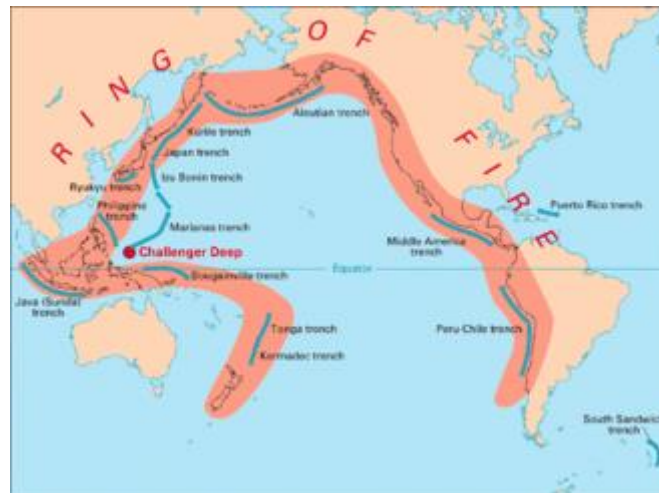 RING OF FIRE
Aleutian trench
Kurile trench
Japan trench
Izu Bonin trench
Ryukyu trench
Philippine
trench
Marianas trench
Challenger Deep
Bougainville trench
Equator
Java (Sunda)
trench
Tonga trench
Kermadec trench
Middle America
trench
Puerto Rico trench
Peru-Chile trench
South Sandwich
trench